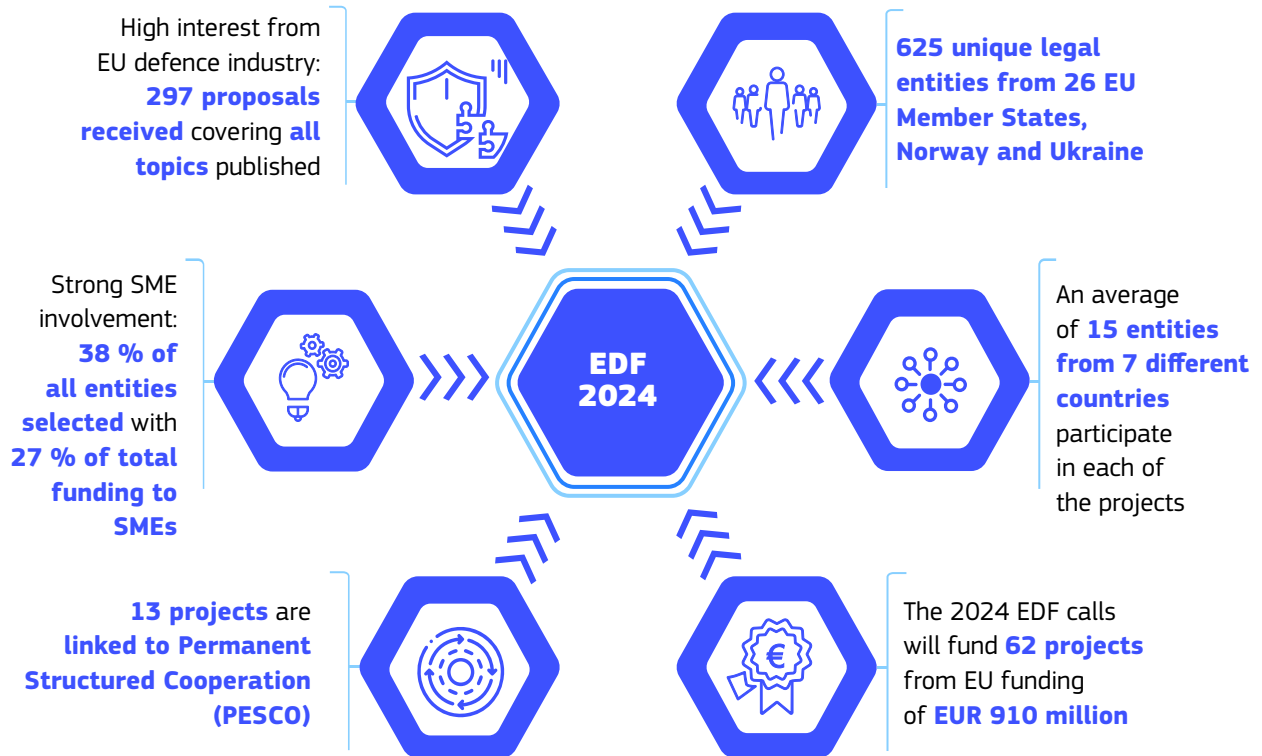 High interest from
EU defence industry:
297 proposals
received covering all
topics published
625 unique legal
entities from 26 EU
Member States,
Norway and Ukraine
Strong SME
involvement:
38 % of
all entities
selected with
27 % of total
funding to
SMEs
EDF
2024
An average
of 15 entities
from 7 different
countries
participate
in each of
the projects
13 projects are
linked to Permanent
Structured Cooperation
(PESCO)
€
The 2024 EDF calls
will fund 62 projects
from EU funding
of EUR 910 million